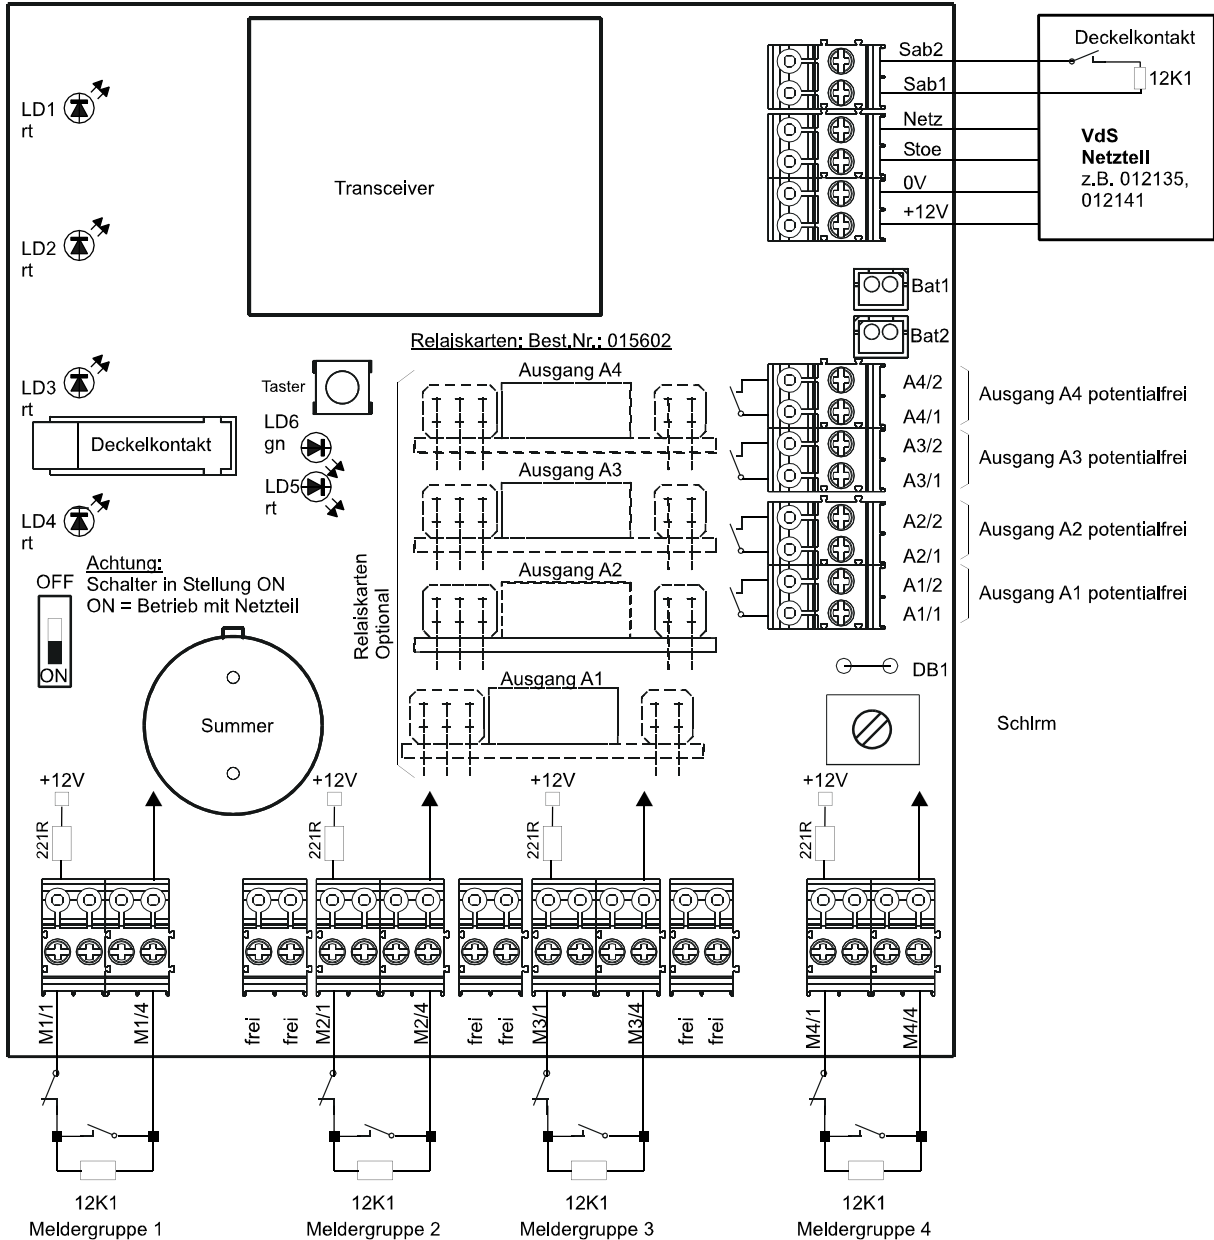 LD1
rt
LD2
rt
LD3
rt
LD4
rt
Transceiver
Sab2
Sab1
Netz
Stoe
0V
+12V
Deckelkontakt
12K1
VdS
Netztell
z.B. 012135,
012141
Bat1
Bat2
Relaiskarten: Best.Nr.: 015602
Taster
LD6
gn
LD5
rt
Deckelkontakt
Achtung:
Schalter in Stellung ON
ON = Betrieb mit Netzteil
OFF
ON
Summer
Relaiskarten
Optional
Ausgang A4
Ausgang A3
Ausgang A2
Ausgang A1
A4/2
A4/1
A3/2
A3/1
A2/2
A2/1
A1/2
A1/1
Ausgang A4 potentialfrei
Ausgang A3 potentialfrei
Ausgang A2 potentialfrei
Ausgang A1 potentialfrei
DB1
Schlrm
+12V
+12V
+12V
+12V
221R
221R
221R
221R
M1/1
M1/4
frei
frei
M2/1
M2/4
frei
frei
M3/1
M3/4
frei
frei
M4/1
M4/4
12K1
12K1
12K1
12K1
Meldergruppe 1
Meldergruppe 2
Meldergruppe 3
Meldergruppe 4